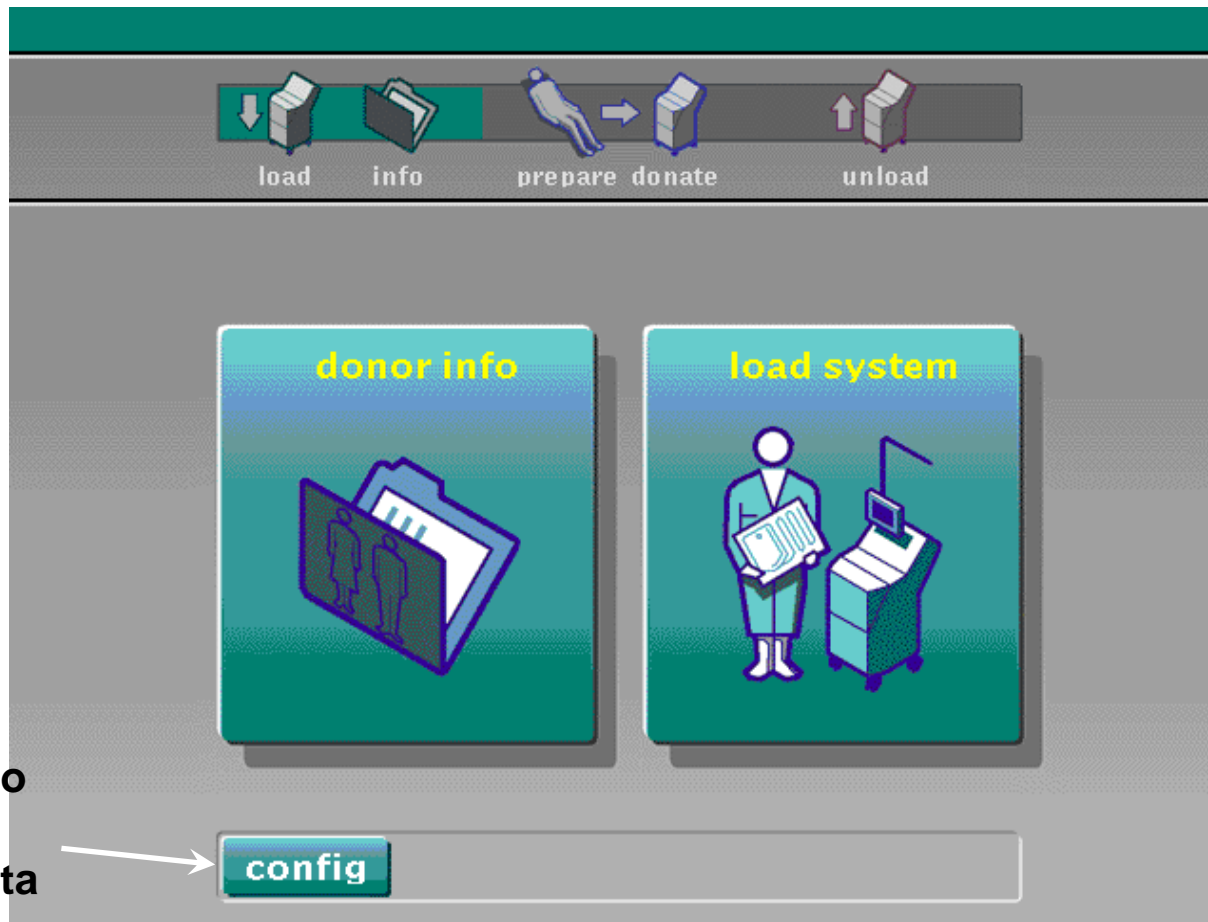 load info prepare donate unload
donor info load system
o
config
ta